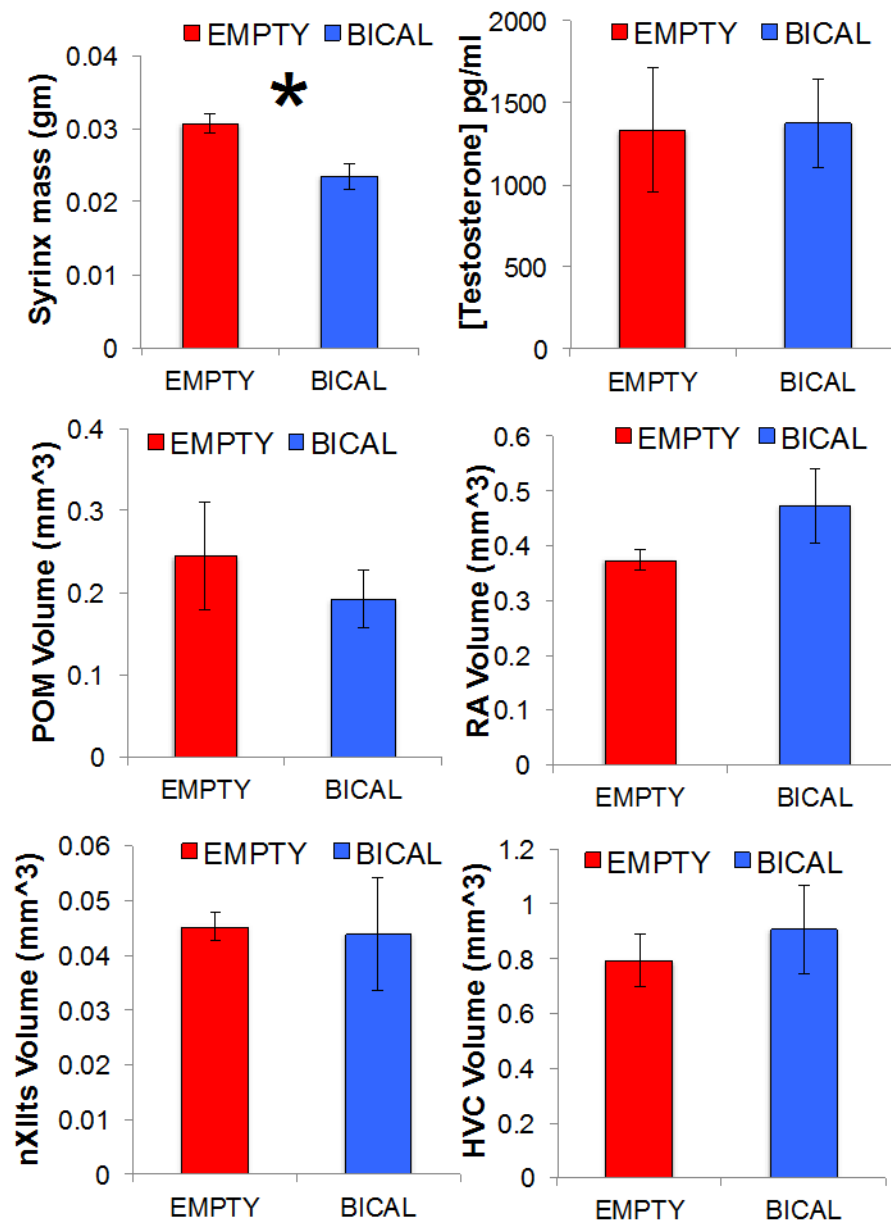 EMPTY BICAL
Syrinx mass (gm)
0.04
0.03
0.02
0.01
0
*
EMPTY BICAL
EMPTY BICAL
[Testosterone] pg/ml
2000
1500
1000
500
0
EMPTY BICAL
EMPTY BICAL
POM Volume (mm^3)
0.4
0.3
0.2
0.1
0
EMPTY BICAL
EMPTY BICAL
RA Volume (mm^3)
0.6
0.5
0.4
0.3
0.2
0.1
0
EMPTY BICAL
EMPTY BICAL
nXIIts Volume (mm^3)
0.06
0.05
0.04
0.03
0.02
0.01
0
EMPTY BICAL
EMPTY BICAL
HVC Volume (mm^3)
1.2
1
0.8
0.6
0.4
0.2
0
EMPTY BICAL